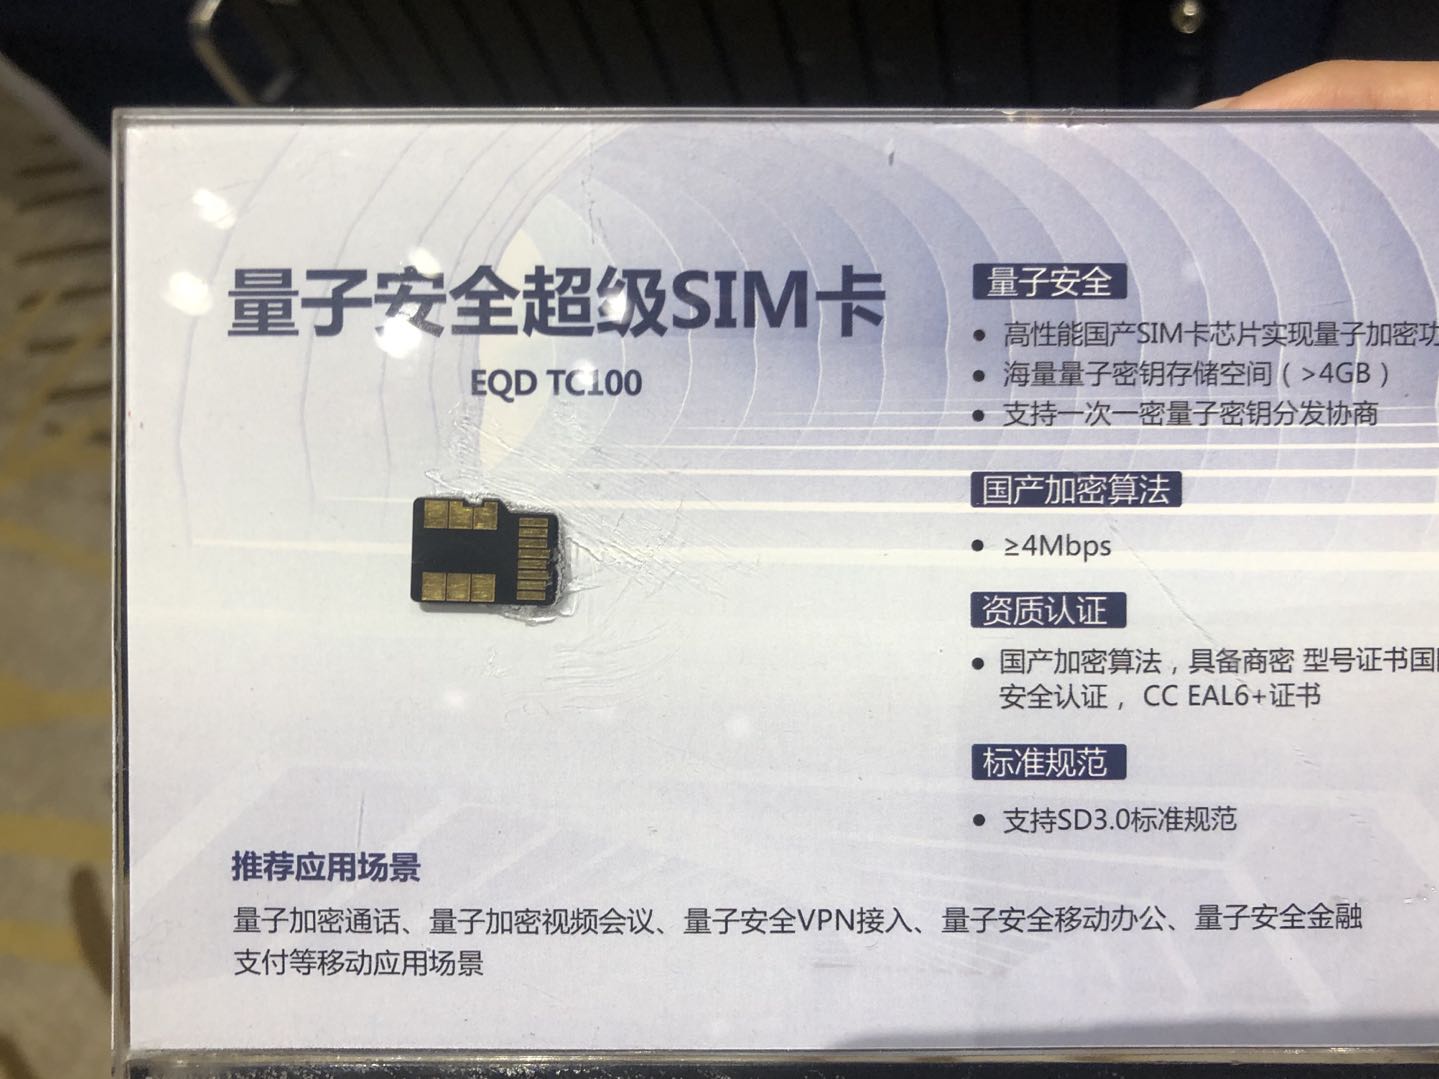 量子安全超级SIM卡
EQD TC100
量子安全
• 高性能国产SIM卡芯片实现量子加密功
• 海量量子密钥存储空间（>4GB）
• 支持一次一密量子密钥分发协商
国产加密算法
• ≥4Mbps
资质认证
• 国产加密算法，具备商密 型号证书国
安全认证， CC EAL6+证书
标准规范
• 支持SD3.0标准规范
推荐应用场景
量子加密通话、量子加密视频会议、量子安全VPN接入、量子安全移动办公、量子安全金融
支付等移动应用场景